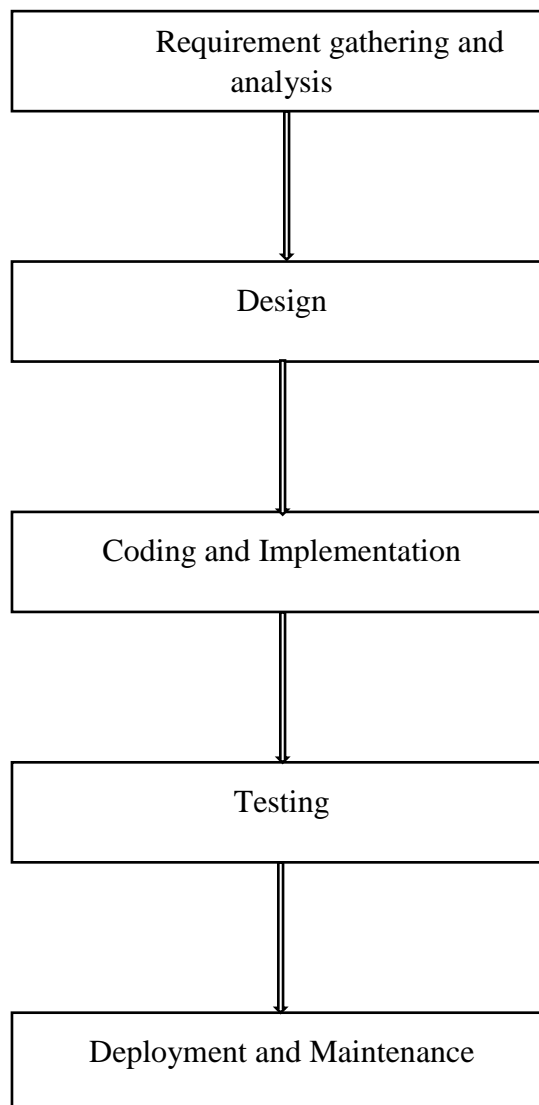 Requirement gathering and
analysis
Design
Coding and Implementation
Testing
Deployment and Maintenance